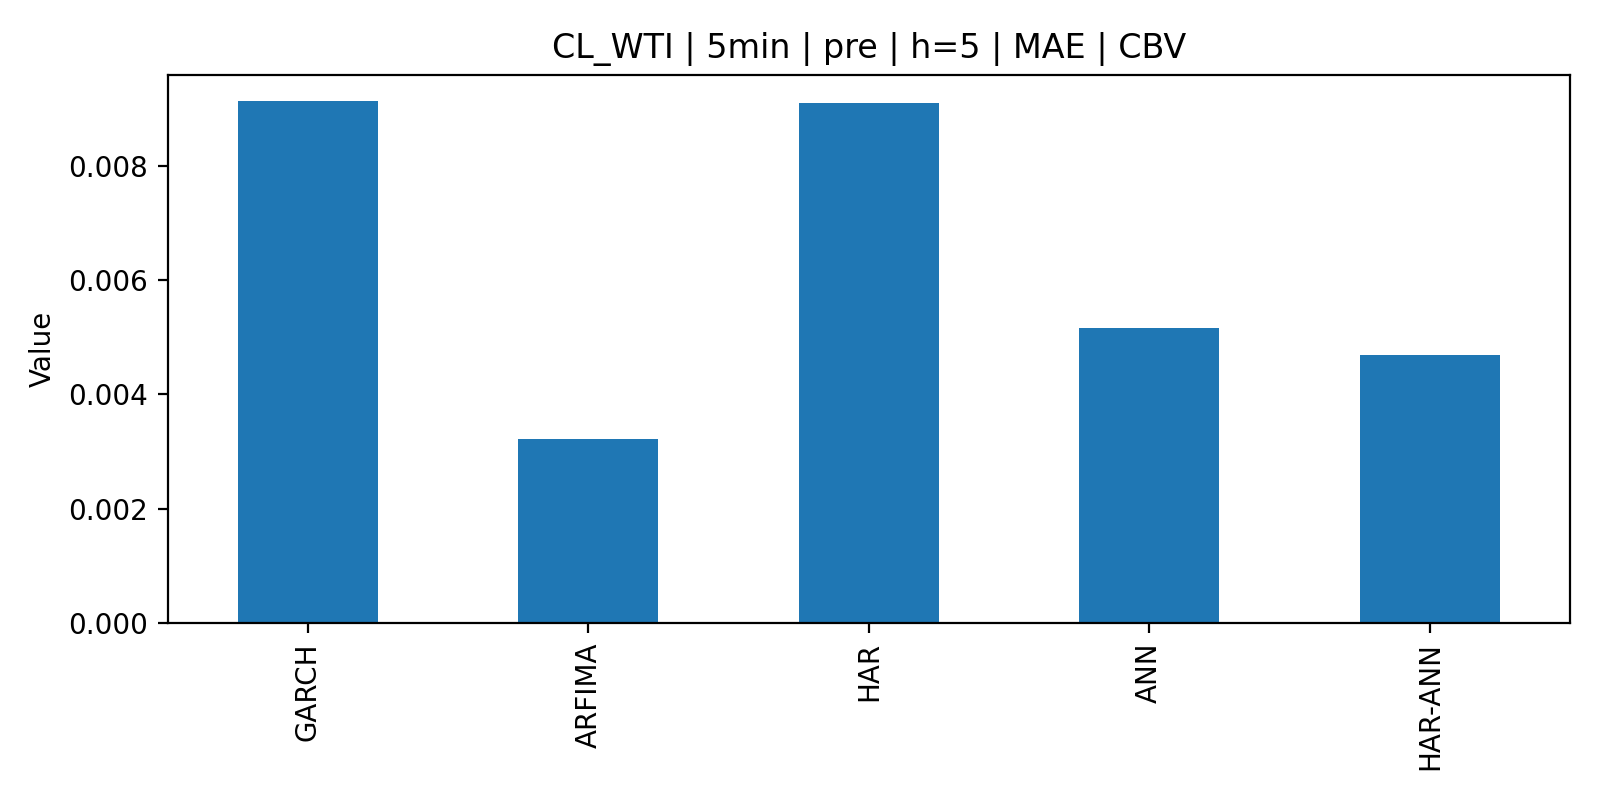 CL_WTI | 5min | pre | h=5 | MAE | CBV
Value
0.008
0.006
0.004
0.002
0.000
GARCH
ARFIMA
HAR
ANN
HAR-ANN